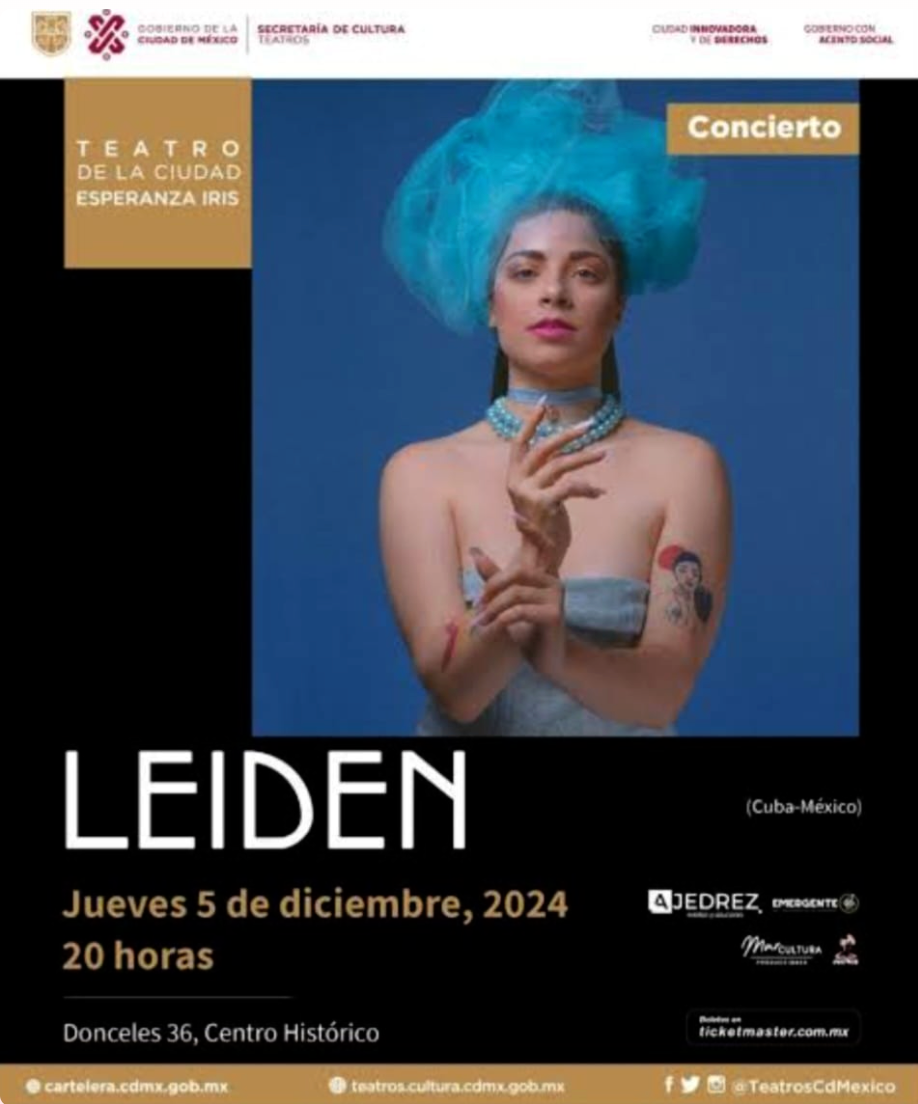 GOBIERNO DE LA
CIUDAD DE MÉXICO
SECRETARÍA DE CULTURA
TEATROS
CIUDAD INNOVADORA
Y DE DERECHOS
GOBIERNO CON
ACENTO SOCIAL
TEATRO
DE LA CIUDAD
ESPERANZA IRIS
Concierto
LEIDEN
(Cuba-México)
Jueves 5 de diciembre, 2024
20 horas
AJEDREZ
EMERGENTE
CULTURA
Donceles 36, Centro Histórico
Boletos en
ticketmaster.com.mx
cartelera.cdmx.gob.mx
teatros.cultura.cdmx.gob.mx
@TeatrosCdMexico